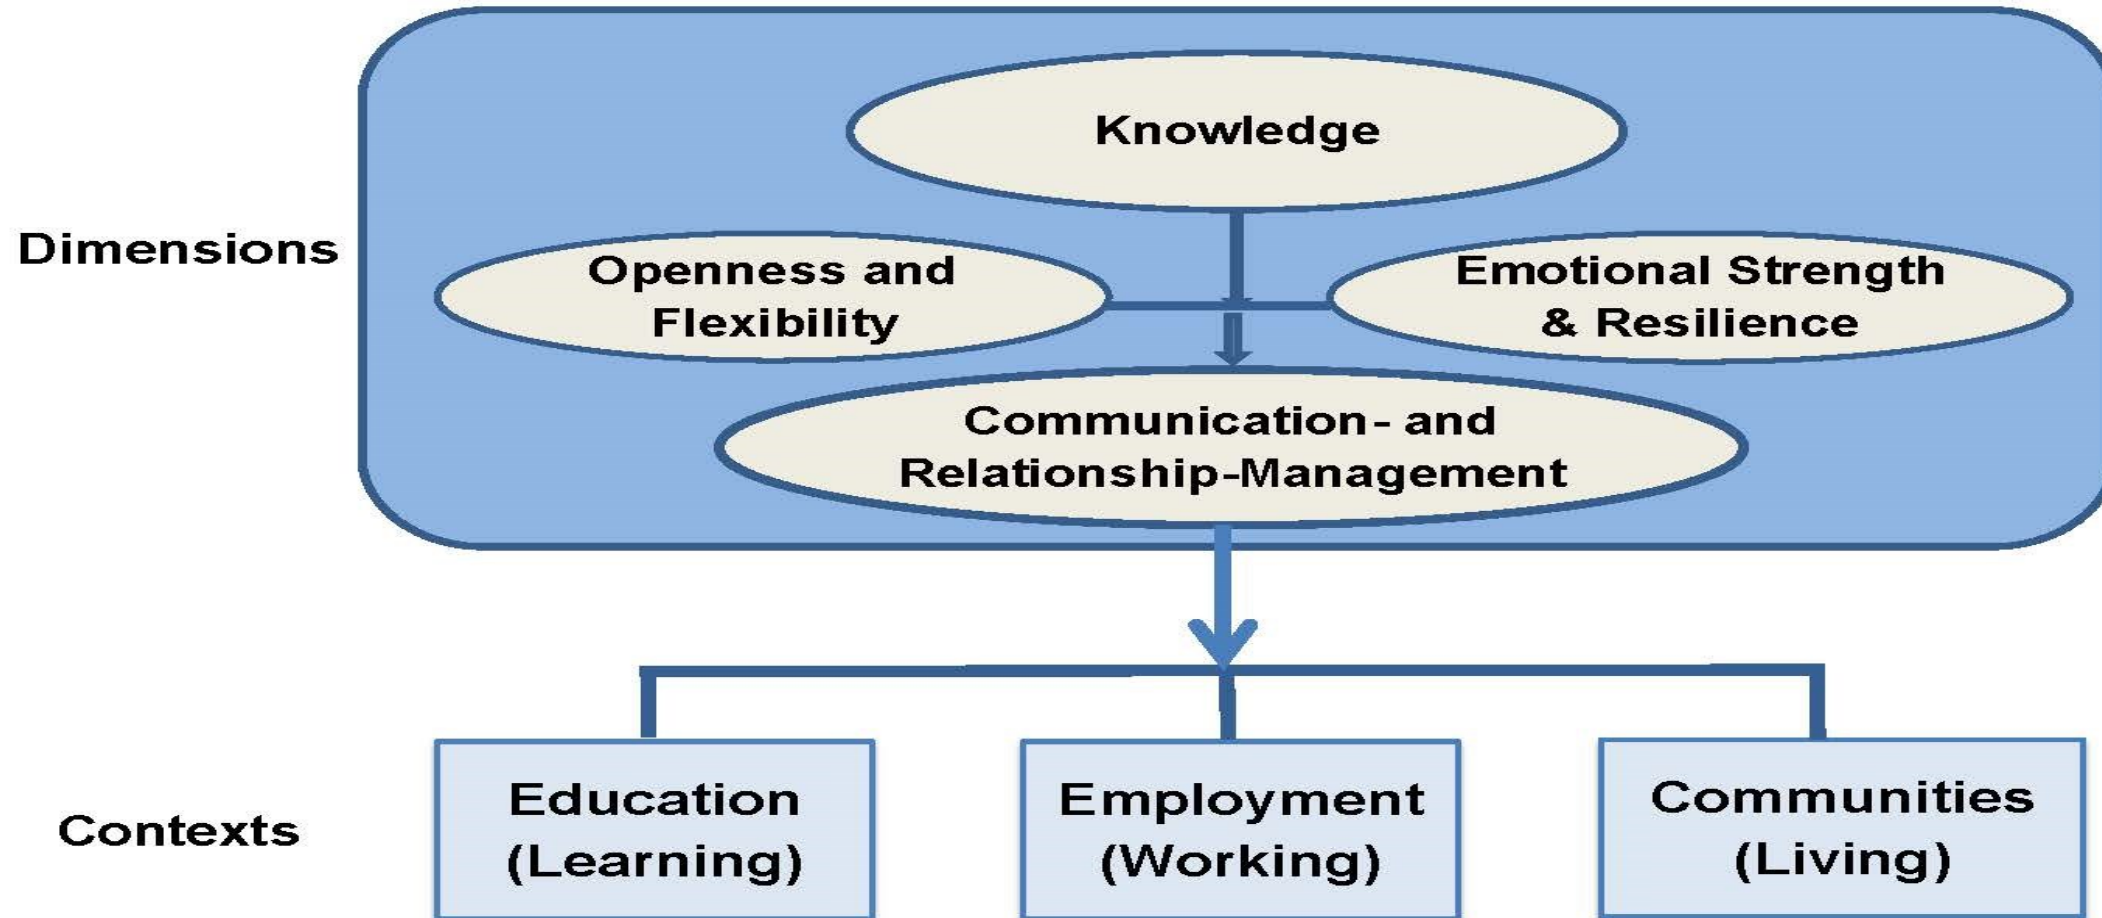 Knowledge
Dimensions
Openness and
Flexibility
Emotional Strength
& Resilience
Communication- and
Relationship-Management
Contexts
Education
(Learning)
Employment
(Working)
Communities
(Living)